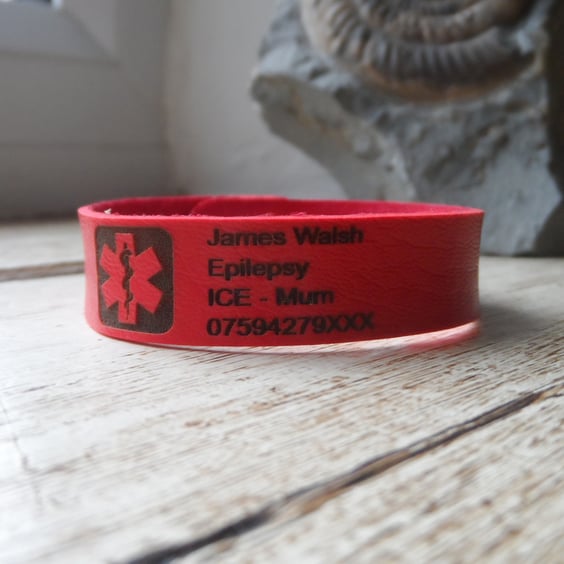 James Walsh
Epilepsy
ICE - Mum
07594279XXX